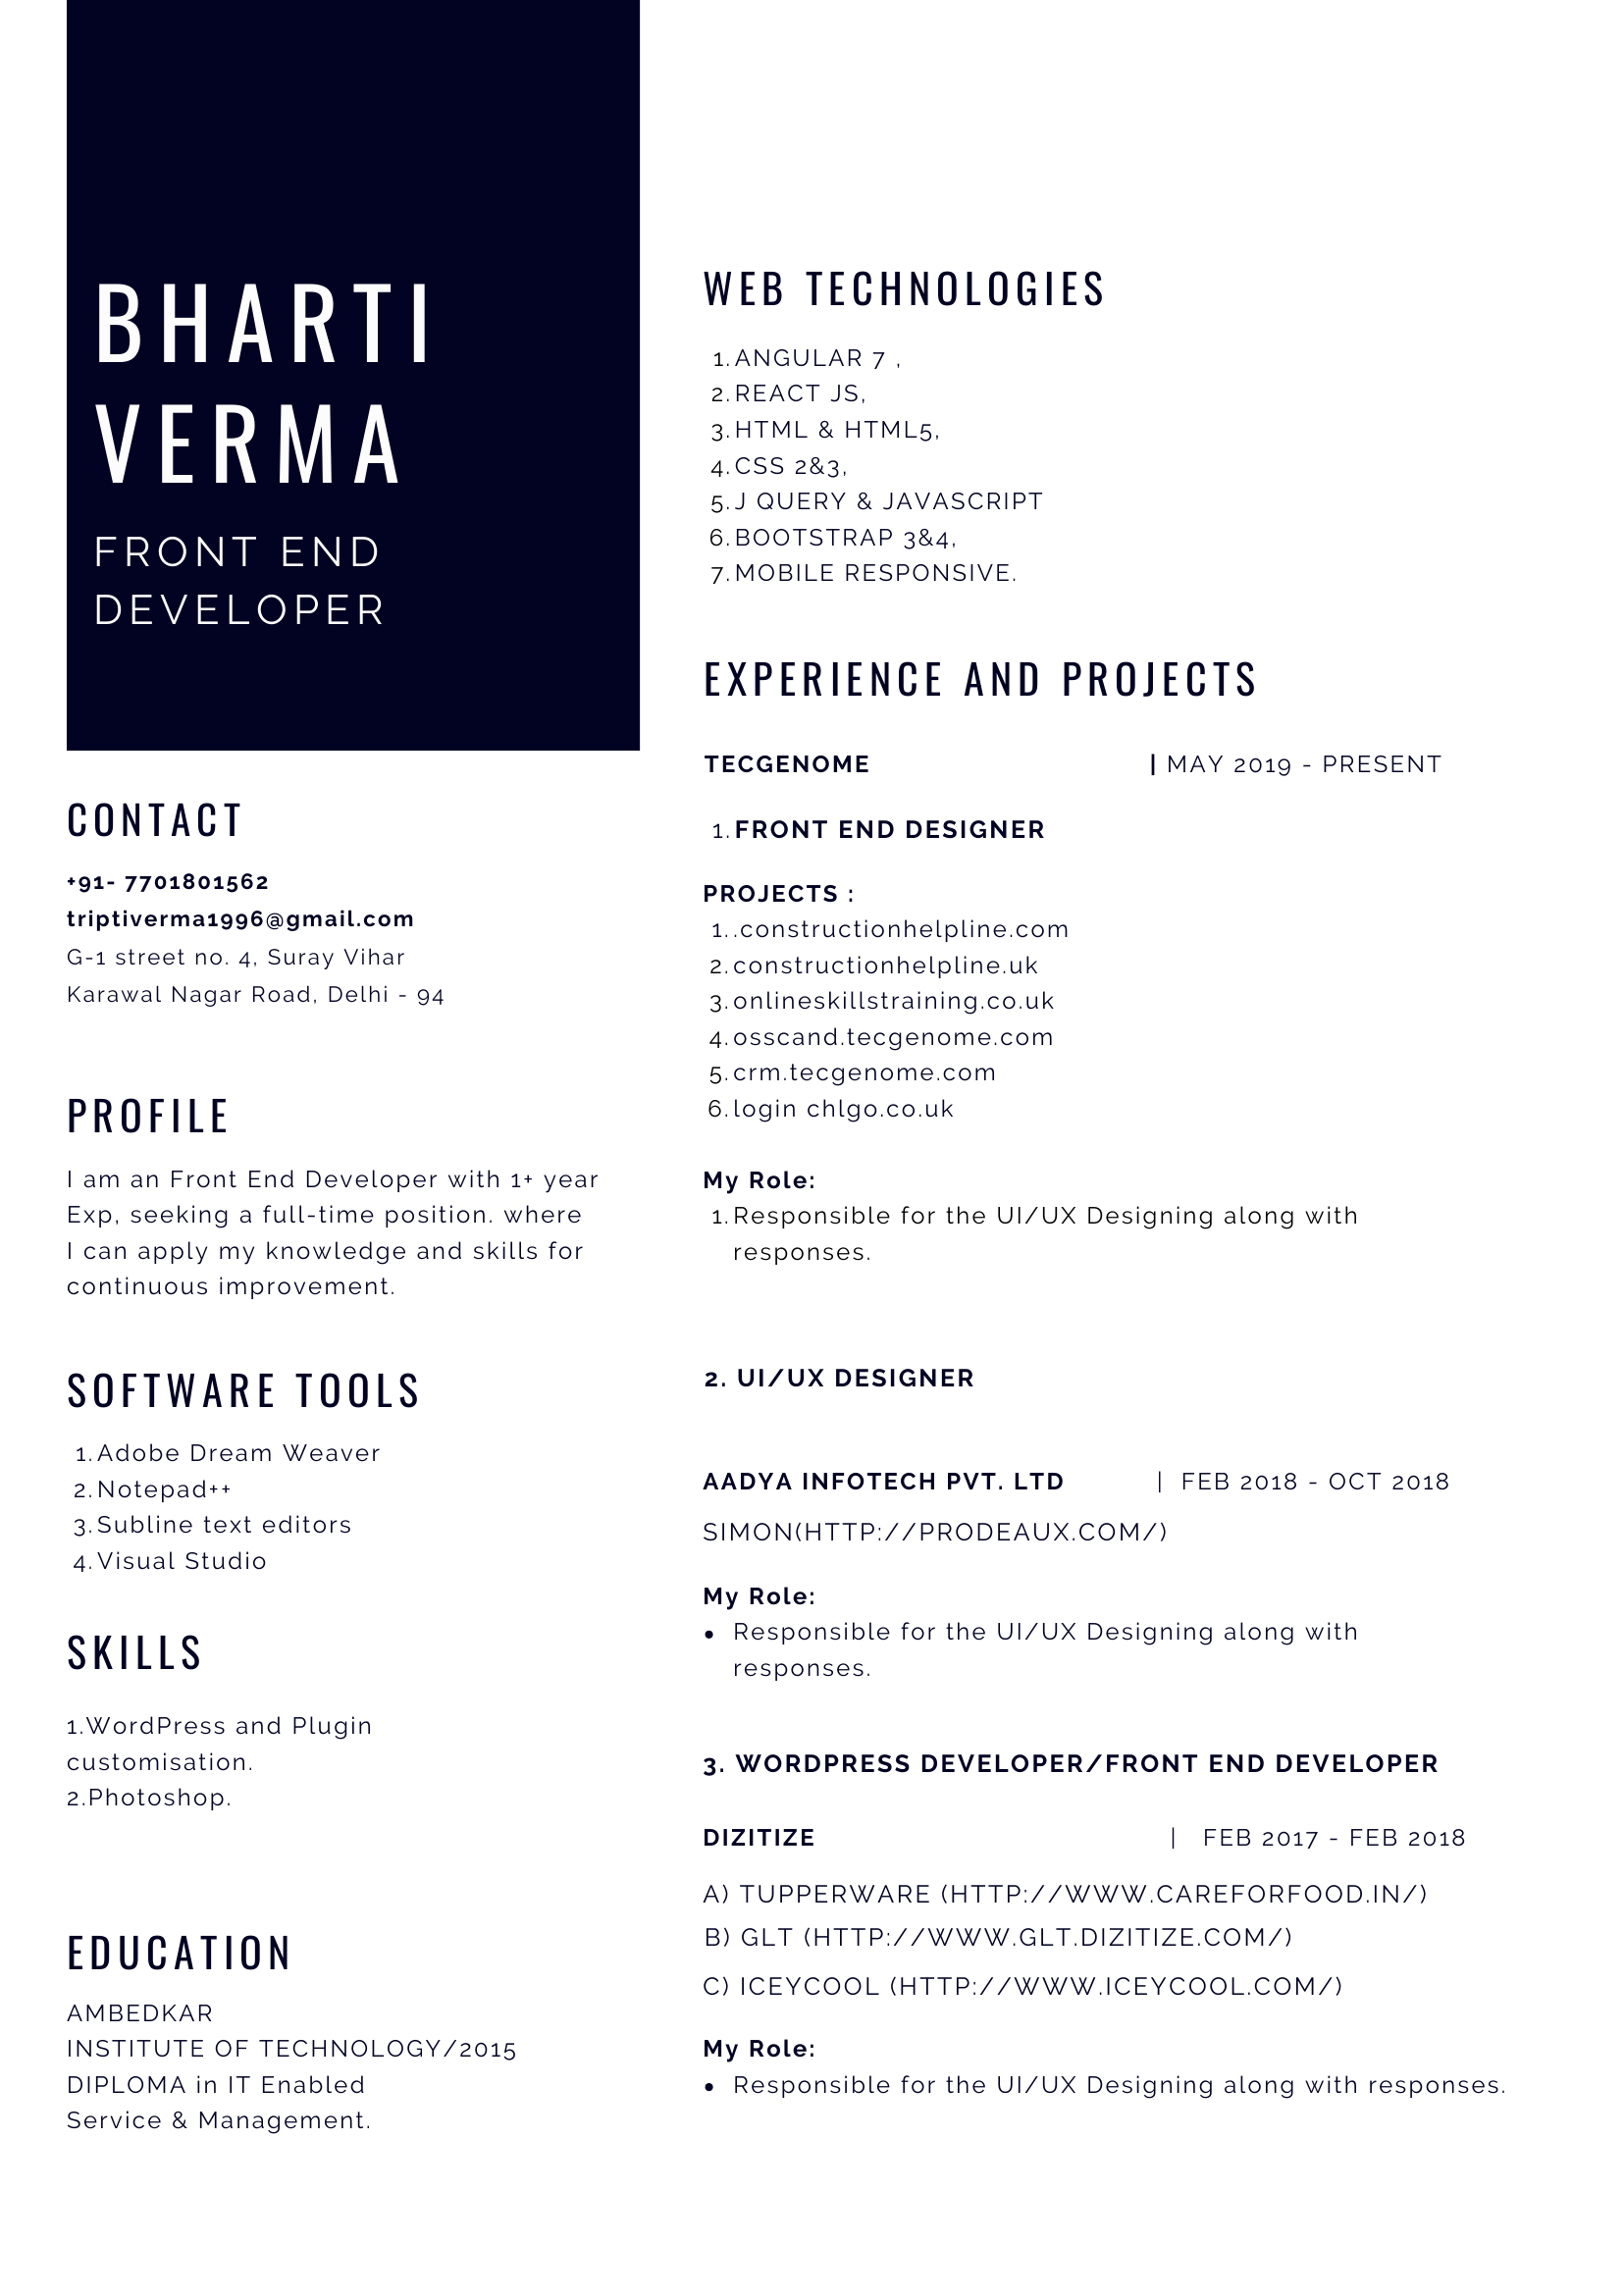 BHARTI
VERMA
FRONT END
DEVELOPER
CONTACT
+91- 7701801562
triptiverma1996@gmail.com
G-1 street no. 4, Suray Vihar
Karawal Nagar Road, Delhi - 94
PROFILE
I am an Front End Developer with 1+ year
Exp, seeking a full-time position. where
I can apply my knowledge and skills for
continuous improvement.
SOFTWARE TOOLS
1. Adobe Dream Weaver
2. Notepad++
3. Subline text editors
4. Visual Studio
SKILLS
1.WordPress and Plugin
customisation.
2.Photoshop.
EDUCATION
AMBEDKAR
INSTITUTE OF TECHNOLOGY/2015
DIPLOMA in IT Enabled
Service & Management.
WEB TECHNOLOGIES
1. ANGULAR 7 ,
2. REACT JS,
3. HTML & HTML5,
4. CSS 2&3,
5. J QUERY & JAVASCRIPT
6. BOOTSTRAP 3&4,
7. MOBILE RESPONSIVE.
EXPERIENCE AND PROJECTS
TECGENOME | MAY 2019 - PRESENT
1. FRONT END DESIGNER
PROJECTS :
1. .constructionhelpline.com
2. constructionhelpline.uk
3. onlineskillstraining.co.uk
4. osscand.tecgenome.com
5. crm.tecgenome.com
6. login chlgo.co.uk
My Role:
1. Responsible for the UI/UX Designing along with
responses.
2. UI/UX DESIGNER
AADYA INFOTECH PVT. LTD | FEB 2018 - OCT 2018
SIMON(HTTP://PRODEAUX.COM/)
My Role:
• Responsible for the UI/UX Designing along with
responses.
3. WORDPRESS DEVELOPER/FRONT END DEVELOPER
DIZITIZE | FEB 2017 - FEB 2018
A) TUPPERWARE (HTTP://WWW.CAREFORFOOD.IN/)
B) GLT (HTTP://WWW.GLT.DIZITIZE.COM/)
C) ICEYCOOL (HTTP://WWW.ICEYCOOL.COM/)
My Role:
• Responsible for the UI/UX Designing along with responses.